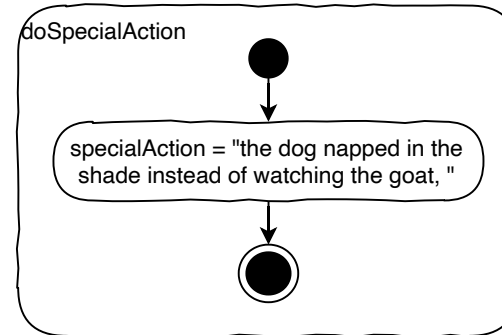 doSpecialAction
specialAction = "the dog napped in the
shade instead of watching the goat, "